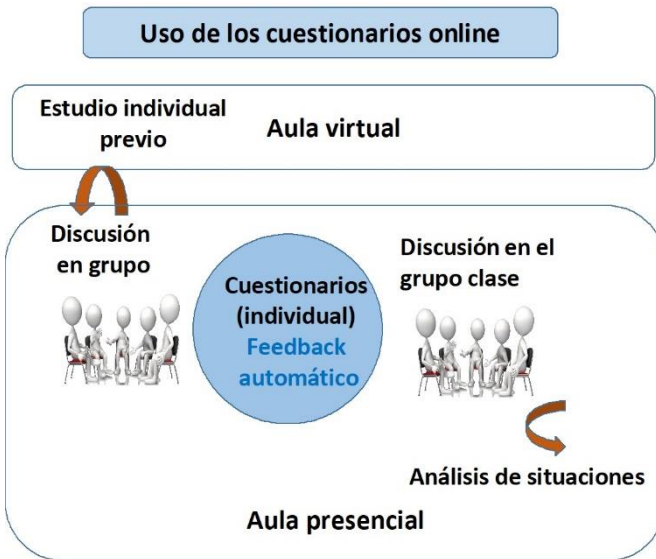 Uso de los cuestionarios online
Estudio individual
previo
Aula virtual
Discusión
en grupo
Cuestionarios
(individual)
Feedback
automático
Discusión en el
grupo clase
Análisis de situaciones
Aula presencial